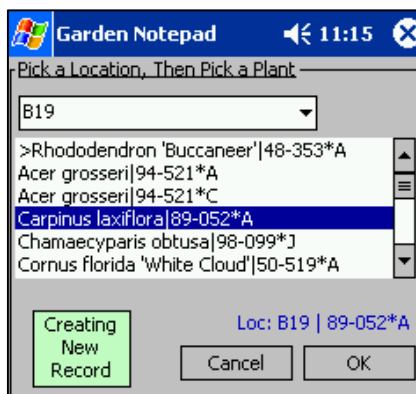 Garden Notepad 11:15
Pick a Location, Then Pick a Plant
B19
>Rhododendron 'Buccaneer'|48-353*A
Acer grosseri|94-521*A
Acer grosseri|94-521*C
Carpinus laxiflora|89-052*A
Chamaecyparis obtusa|98-099*J
Cornus florida 'White Cloud'|50-519*A
Creating
New
Record
Loc: B19 | 89-052*A
Cancel OK